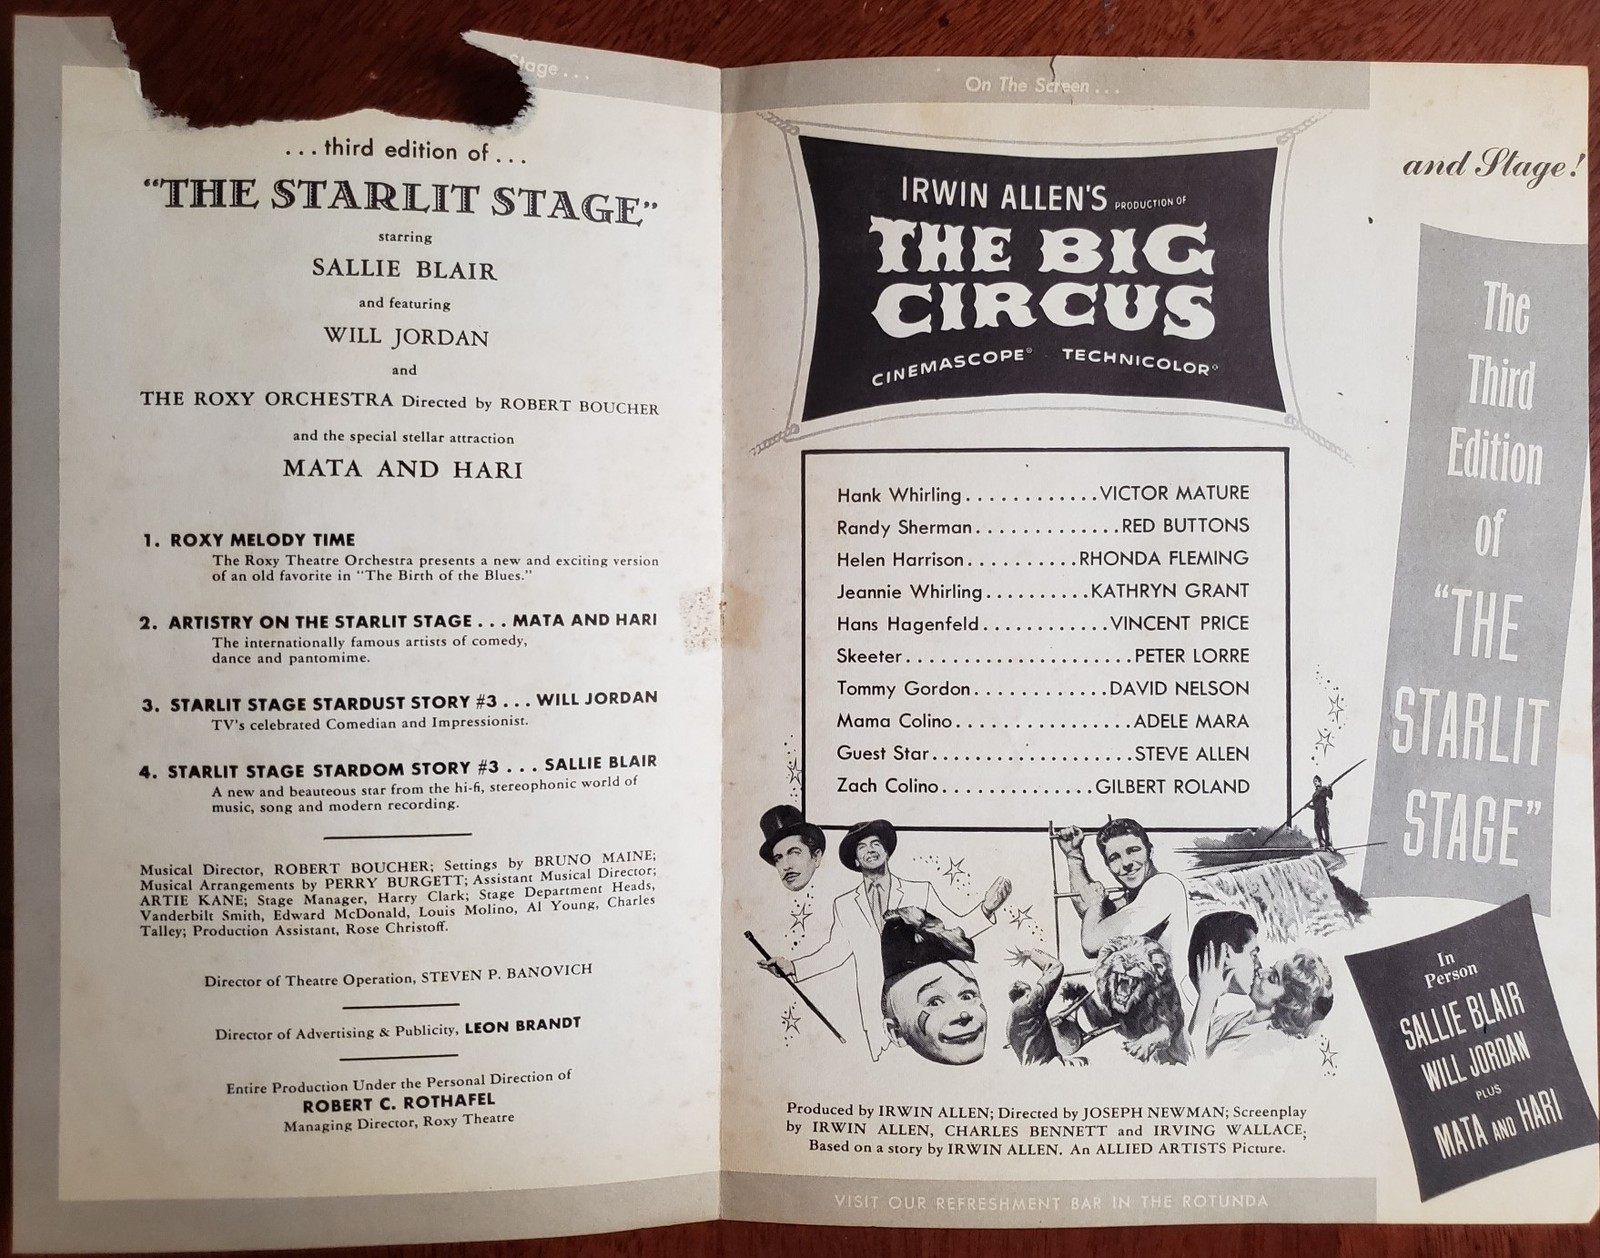 Stage...
...third edition of...
"THE STARLIT STAGE"
starring
SALLIE BLAIR
and featuring
WILL JORDAN
and
THE ROXY ORCHESTRA Directed by ROBERT BOUCHER
and the special stellar attraction
MATA AND HARI
1. ROXY MELODY TIME
The Roxy Theatre Orchestra presents a new and exciting version
of an old favorite in "The Birth of the Blues."
2. ARTISTRY ON THE STARLIT STAGE... MATA AND HARI
The internationally famous artists of comedy,
dance and pantomime.
3. STARLIT STAGE STARDUST STORY #3... WILL JORDAN
TV's celebrated Comedian and Impressionist.
4. STARLIT STAGE STARDOM STORY #3... SALLIE BLAIR
A new and beauteous star from the hi-fi, stereophonic world of
music, song and modern recording.
Musical Director, ROBERT BOUCHER; Settings by BRUNO MAINE;
Musical Arrangements by PERRY BURGETT; Assistant Musical Director;
ARTIE KANE; Stage Manager, Harry Clark; Stage Department Heads,
Vanderbilt Smith, Edward McDonald, Louis Molino, Al Young, Charles
Talley; Production Assistant, Rose Christoff.
Director of Theatre Operation, STEVEN P. BANOVICH
Director of Advertising & Publicity, LEON BRANDT
Entire Production Under the Personal Direction of
ROBERT C. ROTHAFEL
Managing Director, Roxy Theatre
On The Screen...
IRWIN ALLEN'S PRODUCTION OF
THE BIG
CIRCUS
CINEMASCOPE® TECHNICOLOR®
Hank Whirling............VICTOR MATURE
Randy Sherman.............RED BUTTONS
Helen Harrison..........RHONDA FLEMING
Jeannie Whirling..........KATHRYN GRANT
Hans Hagenfeld............VINCENT PRICE
Skeeter.....................PETER LORRE
Tommy Gordon............DAVID NELSON
Mama Colino................ADELE MARA
Guest Star..................STEVE ALLEN
Zach Colino..............GILBERT ROLAND
Produced by IRWIN ALLEN; Directed by JOSEPH NEWMAN; Screenplay
by IRWIN ALLEN, CHARLES BENNETT and IRVING WALLACE;
Based on a story by IRWIN ALLEN. An ALLIED ARTISTS Picture.
VISIT OUR REFRESHMENT BAR IN THE ROTUNDA
and Stage!
The
Third
Edition
of
"THE
STARLIT
STAGE"
In
Person
SALLIE BLAIR
WILL JORDAN
PLUS
MATA AND HARI